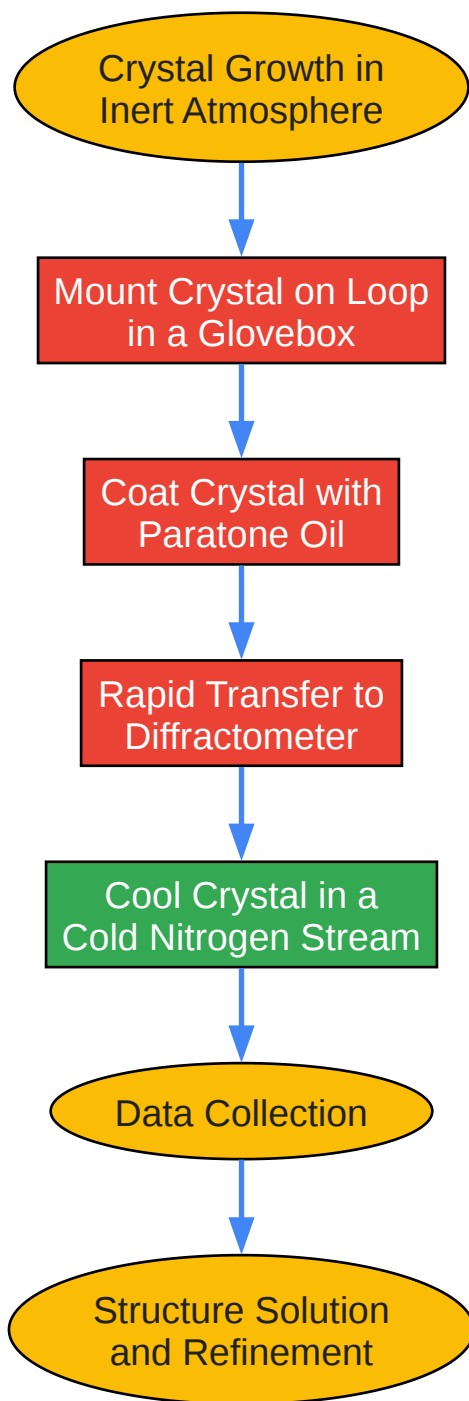 Crystal Growth in
Inert Atmosphere
Mount Crystal on Loop
in a Glovebox
Coat Crystal with
Paratone Oil
Rapid Transfer to
Diffractometer
Cool Crystal in a
Cold Nitrogen Stream
Data Collection
Structure Solution
and Refinement